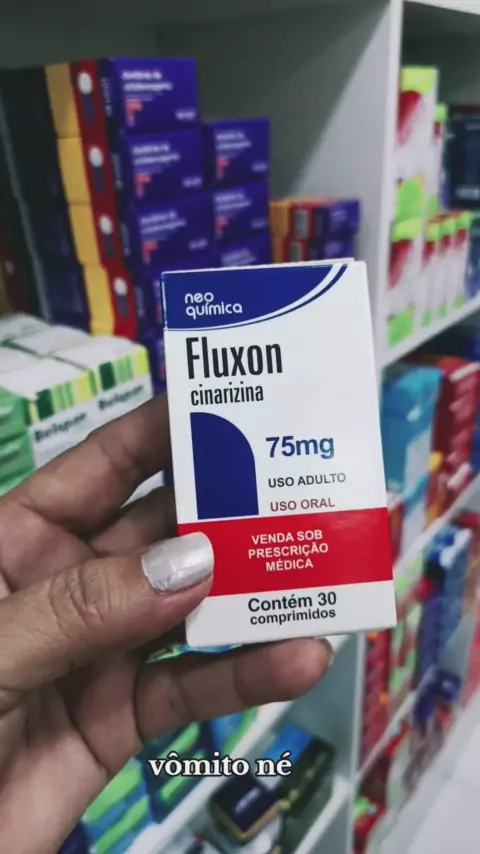 neo
química
Fluxon
cinarizina
75mg
USO ADULTO
USO ORAL
VENDA SOB
PRESCRIÇÃO
MÉDICA
Contém 30
comprimidos
vômito né